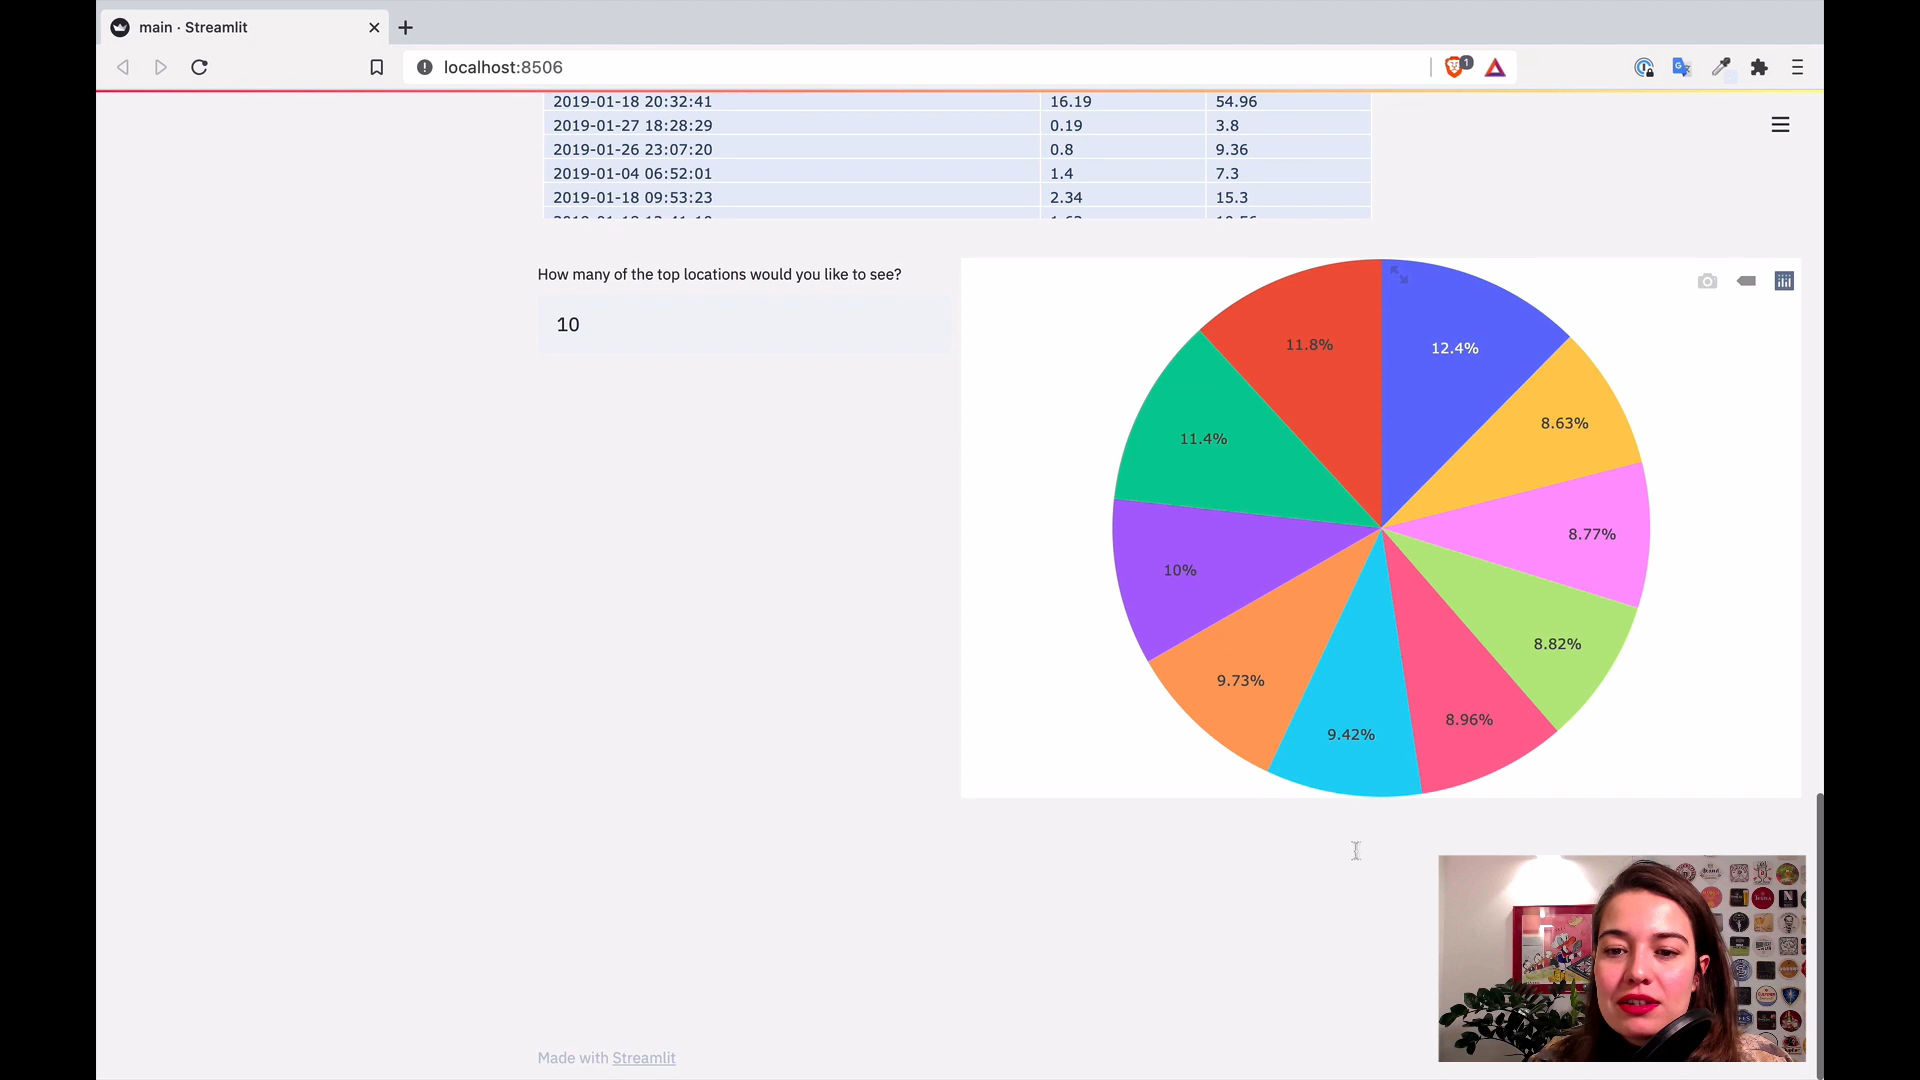 main · Streamlit
localhost:8506
1
2019-01-18 20:32:41 16.19 54.96
2019-01-27 18:28:29 0.19 3.8
2019-01-26 23:07:20 0.8 9.36
2019-01-04 06:52:01 1.4 7.3
2019-01-18 09:53:23 2.34 15.3
How many of the top locations would you like to see?
10
11.8%
12.4%
8.63%
11.4%
8.77%
10%
8.82%
9.73%
8.96%
9.42%
Made with Streamlit